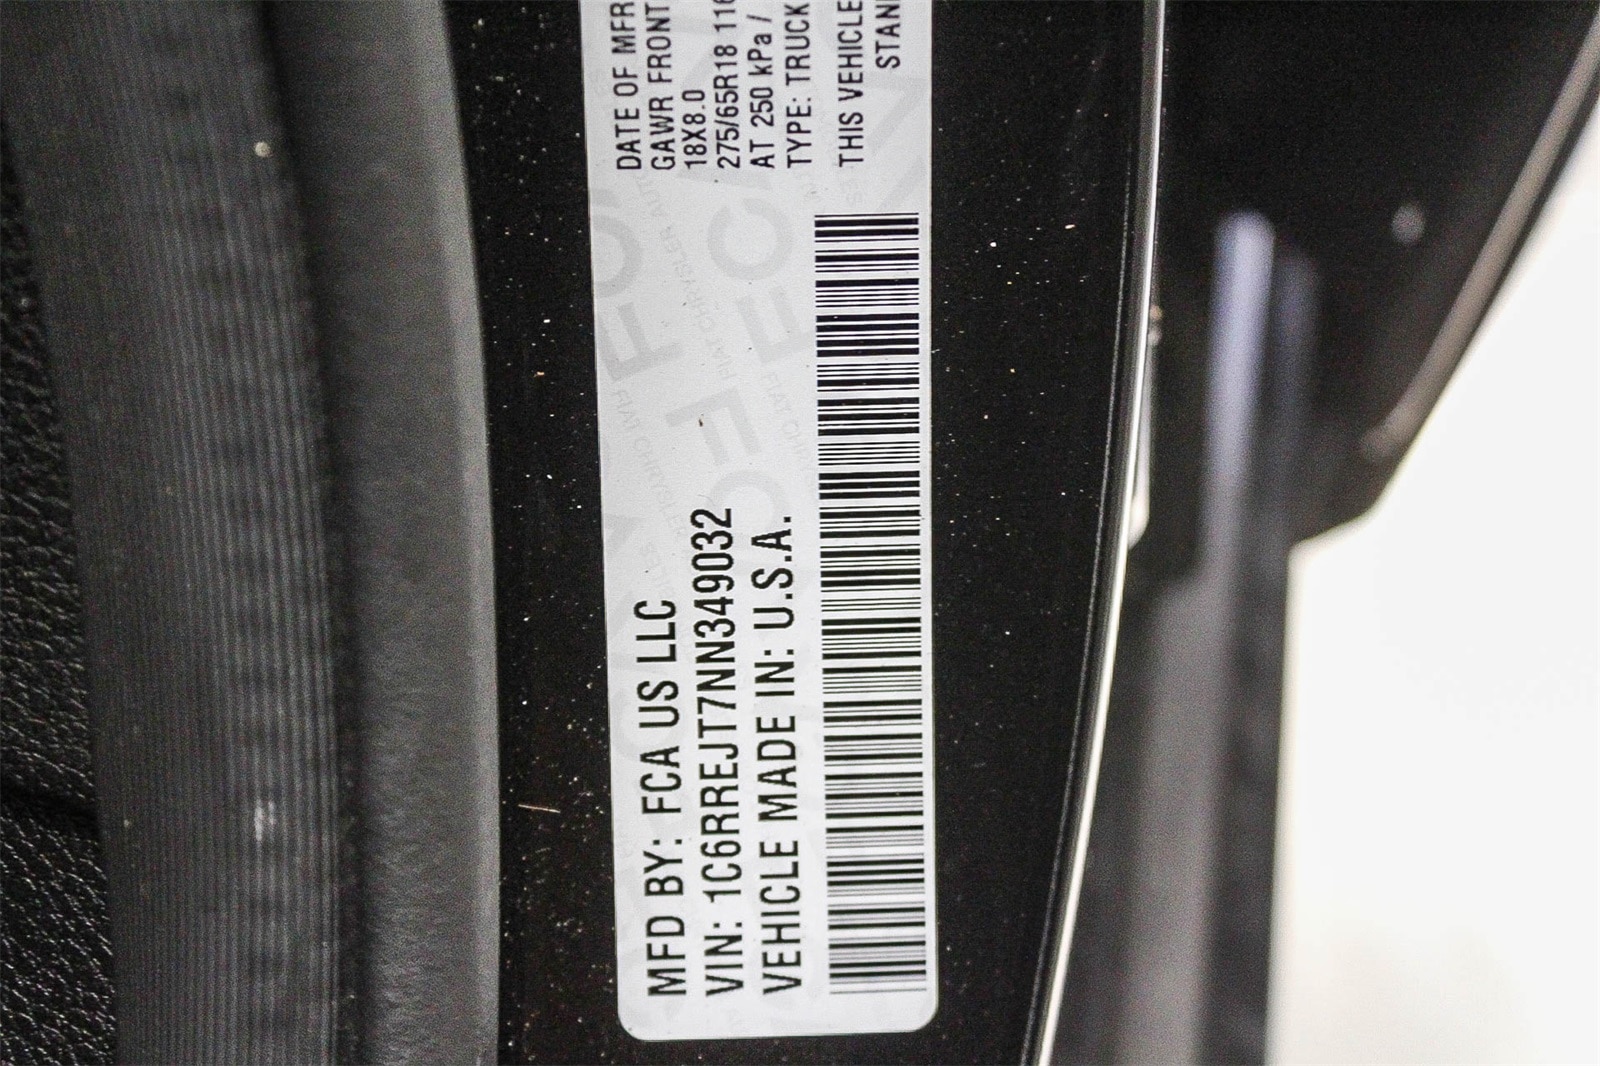 MFD BY: FCA US LLC
VIN: 1C6RREJT7NN349032
VEHICLE MADE IN: U.S.A.
DATE OF MFR
GAWR FRONT
18X8.0
275/65R18 116
AT 250 kPa /
TYPE: TRUCK
THIS VEHICLE